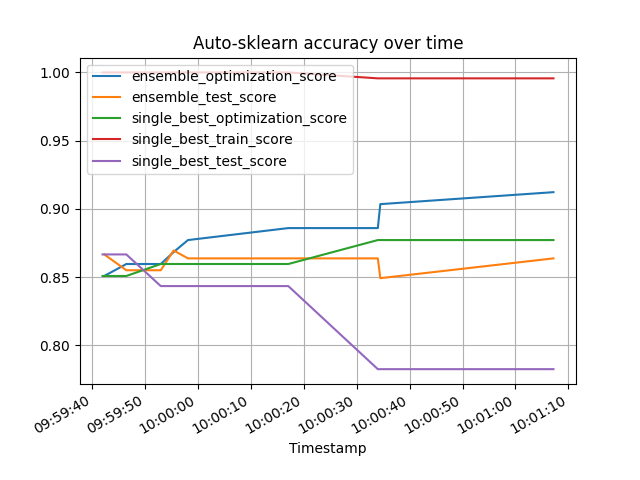 Auto-sklearn accuracy over time
1.00
0.95
0.90
0.85
0.80
ensemble_optimization_score
ensemble_test_score
single_best_optimization_score
single_best_train_score
single_best_test_score
09:59:40
09:59:50
10:00:00
10:00:10
10:00:20
10:00:30
10:00:40
10:00:50
10:01:00
10:01:10
Timestamp